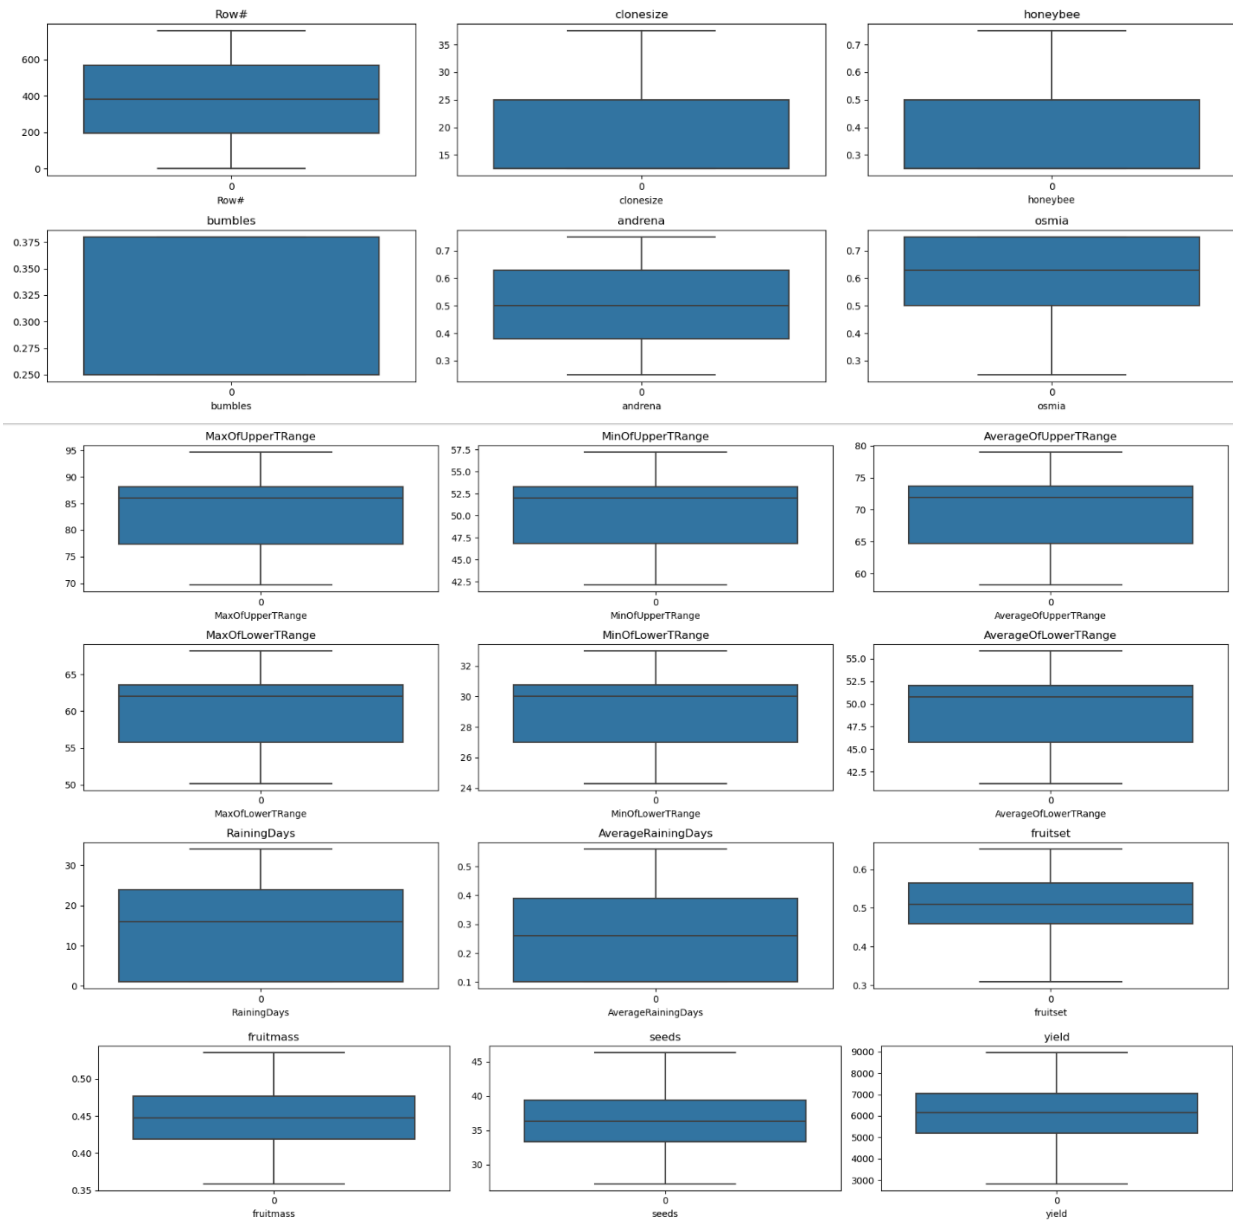 Row# clonesize honeybee
600 35 0.7
30 0.6
400 25 0.5
20 0.4
200 15 0.3
0
0 0 0
Row# clonesize honeybee
bumbles andrena osmia
0.375 0.7 0.7
0.350 0.6 0.6
0.325 0.5 0.5
0.300 0.4 0.4
0.275 0.3 0.3
0.250
0 0 0
bumbles andrena osmia
MaxOfUpperTRange MinOfUpperTRange AverageOfUpperTRange
95 57.5 80
90 55.0 75
85 52.5 70
80 50.0 65
75 47.5 60
70 45.0
42.5
0 0 0
MaxOfUpperTRange MinOfUpperTRange AverageOfUpperTRange
MaxOfLowerTRange MinOfLowerTRange AverageOfLowerTRange
65 32 55.0
60 30 52.5
55 28 50.0
50 26 47.5
24 45.0
42.5
0 0 0
MaxOfLowerTRange MinOfLowerTRange AverageOfLowerTRange
RainingDays AverageRainingDays fruitset
30 0.5 0.6
20 0.4 0.5
10 0.3 0.4
0 0.2 0.3
0.1
0 0 0
RainingDays AverageRainingDays fruitset
fruitmass seeds yield
0.50 45 9000
0.45 40 8000
0.40 35 7000
0.35 30 6000
5000
4000
3000
0 0 0
fruitmass seeds yield